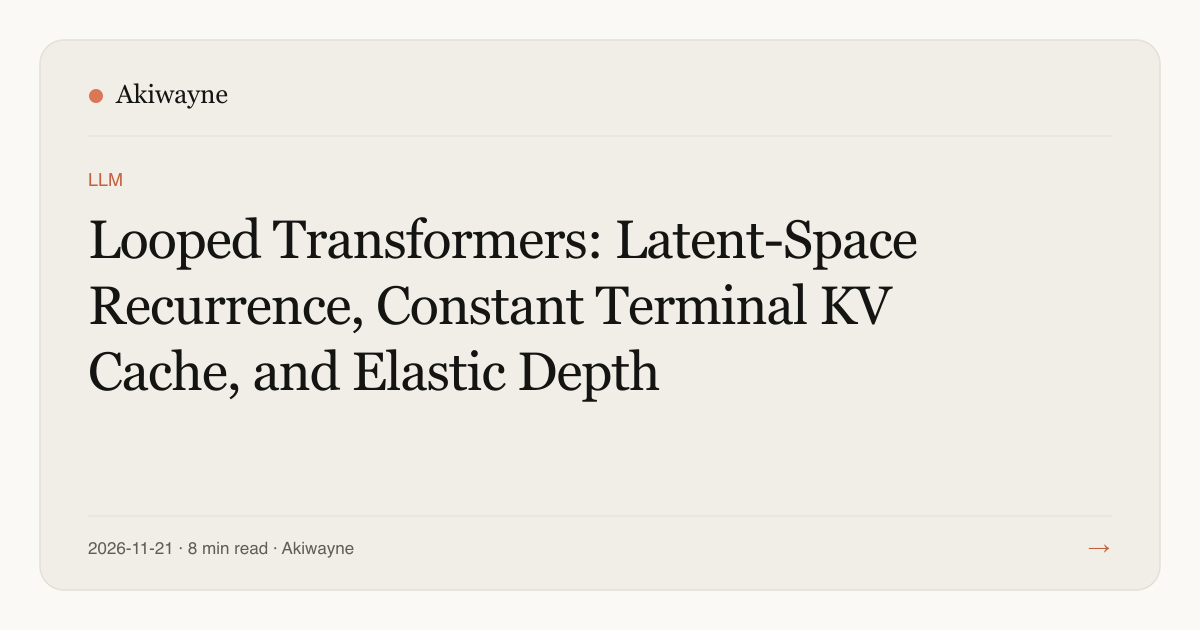 Akiwayne
LLM
Looped Transformers: Latent-Space
Recurrence, Constant Terminal KV
Cache, and Elastic Depth
2026-11-21 · 8 min read · Akiwayne
→